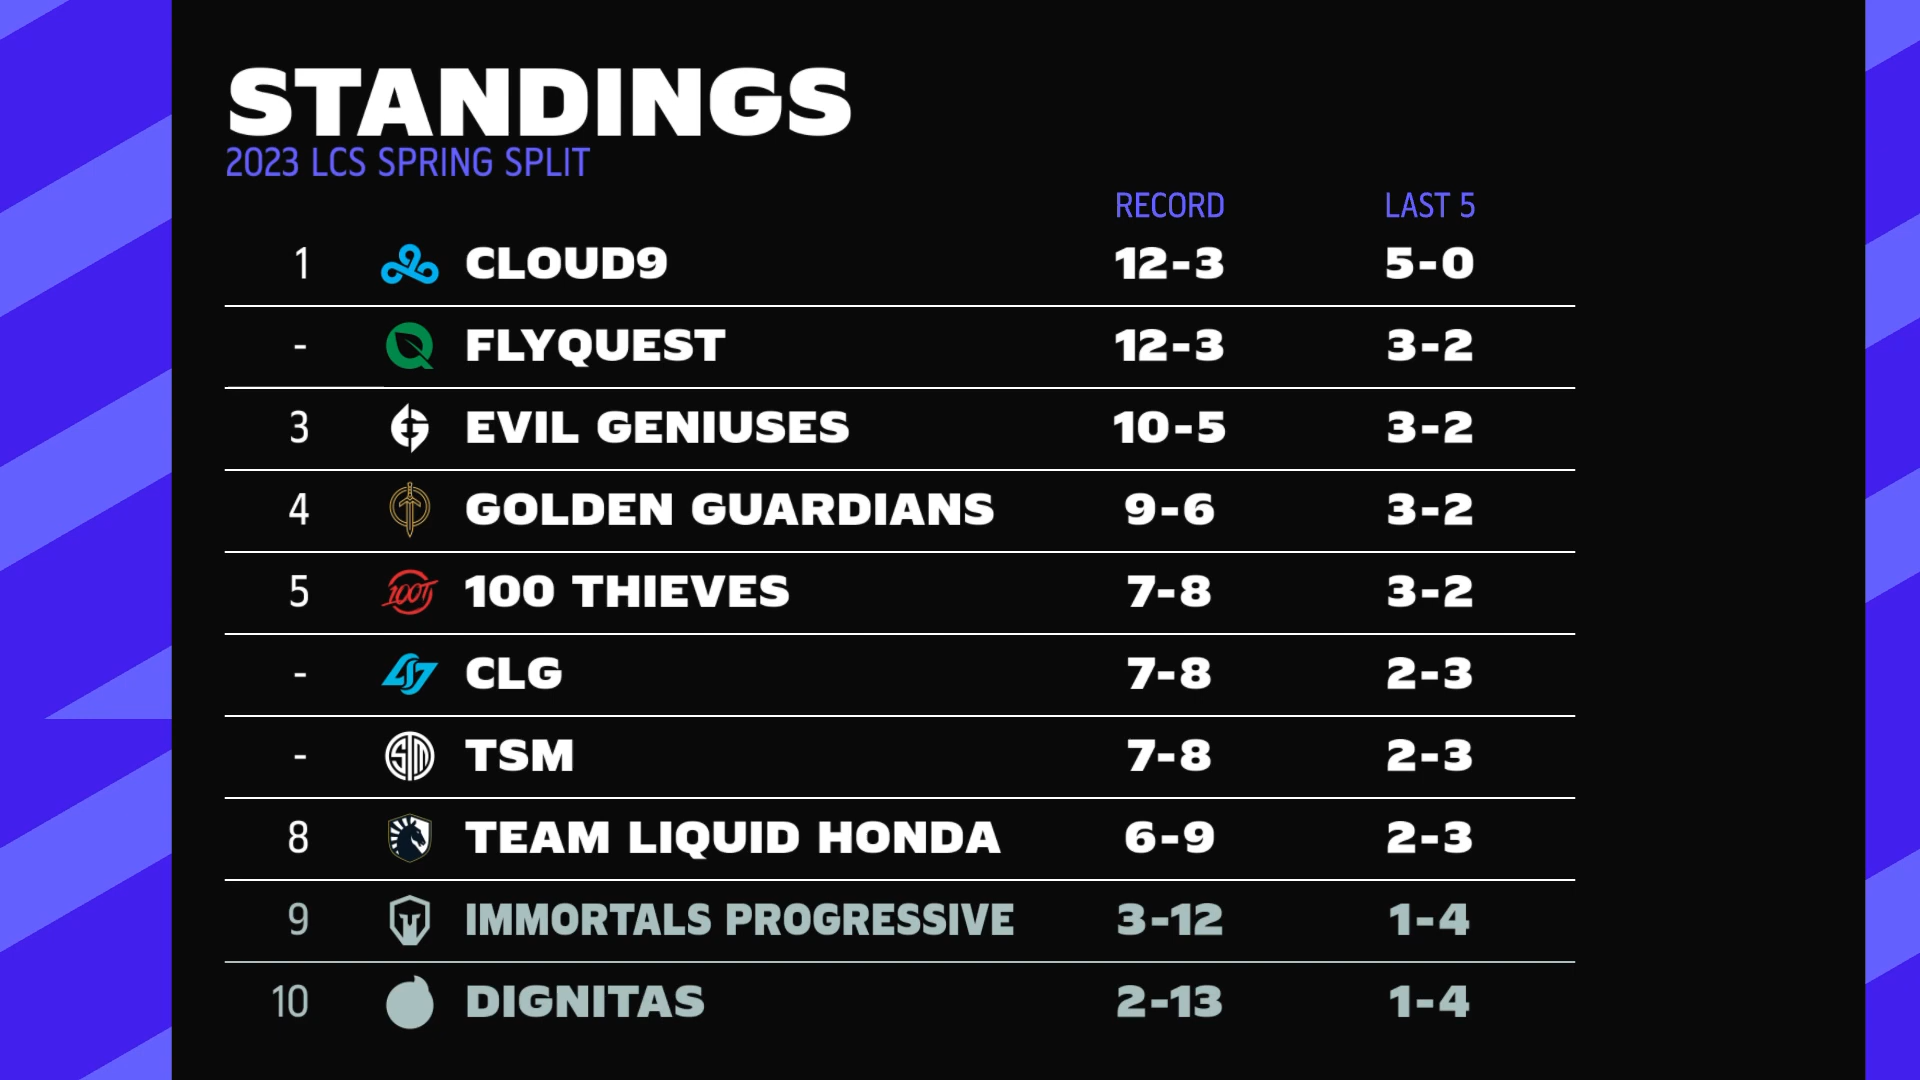 STANDINGS
2023 LCS SPRING SPLIT
RECORD LAST 5
1 CLOUD9 12-3 5-0
- FLYQUEST 12-3 3-2
3 EVIL GENIUSES 10-5 3-2
4 GOLDEN GUARDIANS 9-6 3-2
5 100T 100 THIEVES 7-8 3-2
- CLG 7-8 2-3
- TSM TSM 7-8 2-3
8 TEAM LIQUID HONDA 6-9 2-3
9 IMMORTALS PROGRESSIVE 3-12 1-4
10 DIGNITAS 2-13 1-4